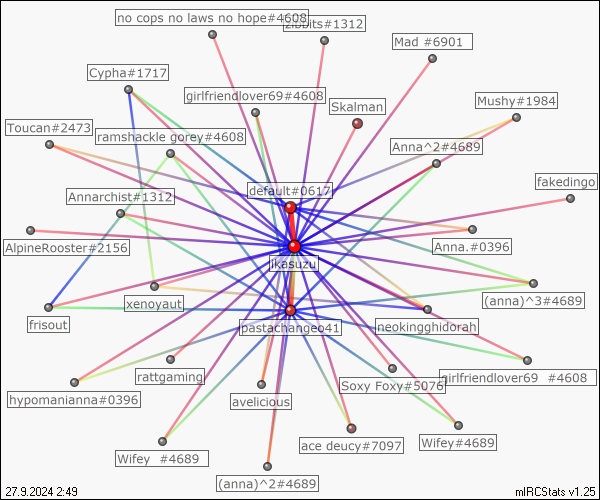 no cops no laws no hope#4608
zibbits#1312
Mad #6901
Cypha#1717
girlfriendlover69#4608
Skalman
Mushy#1984
Toucan#2473
ramshackle gorey#4608
Anna^2#4689
default#0617
fakedingo
Annarchist#1312
AlpineRooster#2156
Anna.#0396
ikasuzu
xenoyaut
(anna)^3#4689
frisout
pastachangeo41
neokingghidorah
rattgaming
Soxy Foxy#5076
girlfriendlover69 #4608
hypomanianna#0396
avelicious
ace deucy#7097
Wifey#4689
Wifey #4689
(anna)^2#4689
27.9.2024 2:49
mIRCStats v1.25